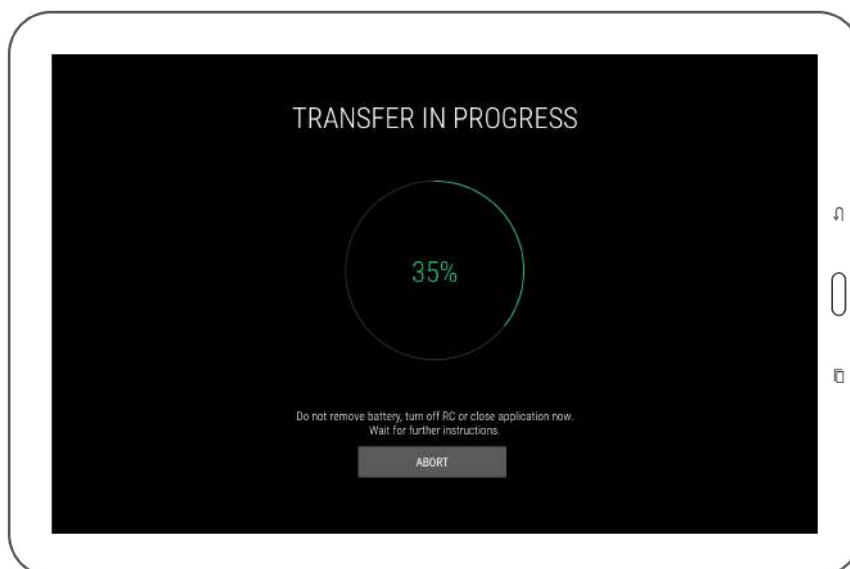 TRANSFER IN PROGRESS
35%
Do not remove battery, turn off RC or close application now.
Wait for further instructions.
ABORT